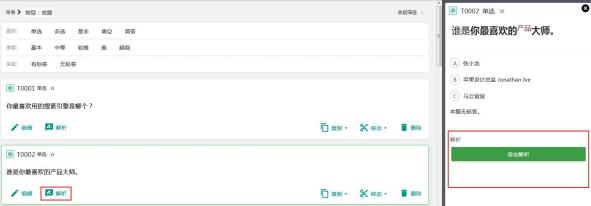 所有 > 类型：单题
收起筛选
题型: 单选 多选 是非 填空 简答
难度: 基本 中等 较难 难 超纲
标签: 有标签 无标签
T0001 单选
你最喜欢用的搜索引擎是哪个？
编辑 解析 复制 移动 删除
T0002 单选
谁是你最喜欢的产品大师。
编辑 解析 复制 移动 删除
T0002 单选
谁是你最喜欢的产品大师。
A 张小龙
B 苹果设计总监 Jonathan Ive
C 马云爸爸
本题无标答。
解析
添加解析